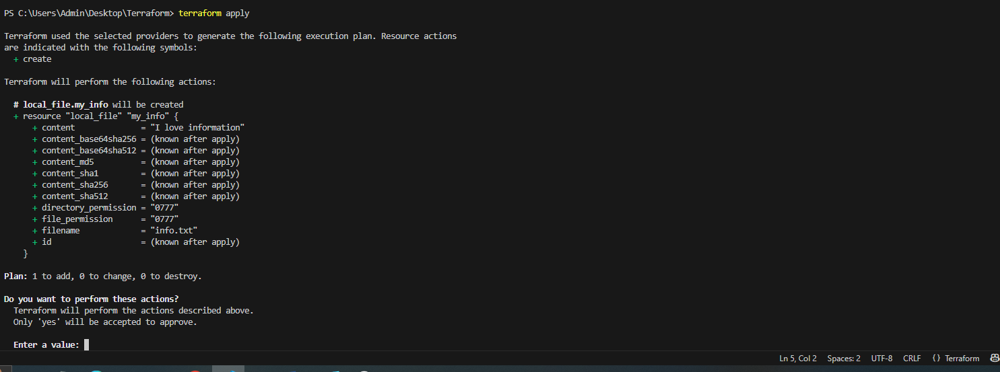 PS C:\Users\Admin\Desktop\Terraform> terraform apply
Terraform used the selected providers to generate the following execution plan. Resource actions
are indicated with the following symbols:
+ create
Terraform will perform the following actions:
# local_file.my_info will be created
+ resource "local_file" "my_info" {
+ content = "I love information"
+ content_base64sha256 = (known after apply)
+ content_base64sha512 = (known after apply)
+ content_md5 = (known after apply)
+ content_sha1 = (known after apply)
+ content_sha256 = (known after apply)
+ content_sha512 = (known after apply)
+ directory_permission = "0777"
+ file_permission = "0777"
+ filename = "info.txt"
+ id = (known after apply)
}
Plan: 1 to add, 0 to change, 0 to destroy.
Do you want to perform these actions?
Terraform will perform the actions described above.
Only 'yes' will be accepted to approve.
Enter a value:
Ln 5, Col 2 Spaces: 2 UTF-8 CRLF {} Terraform